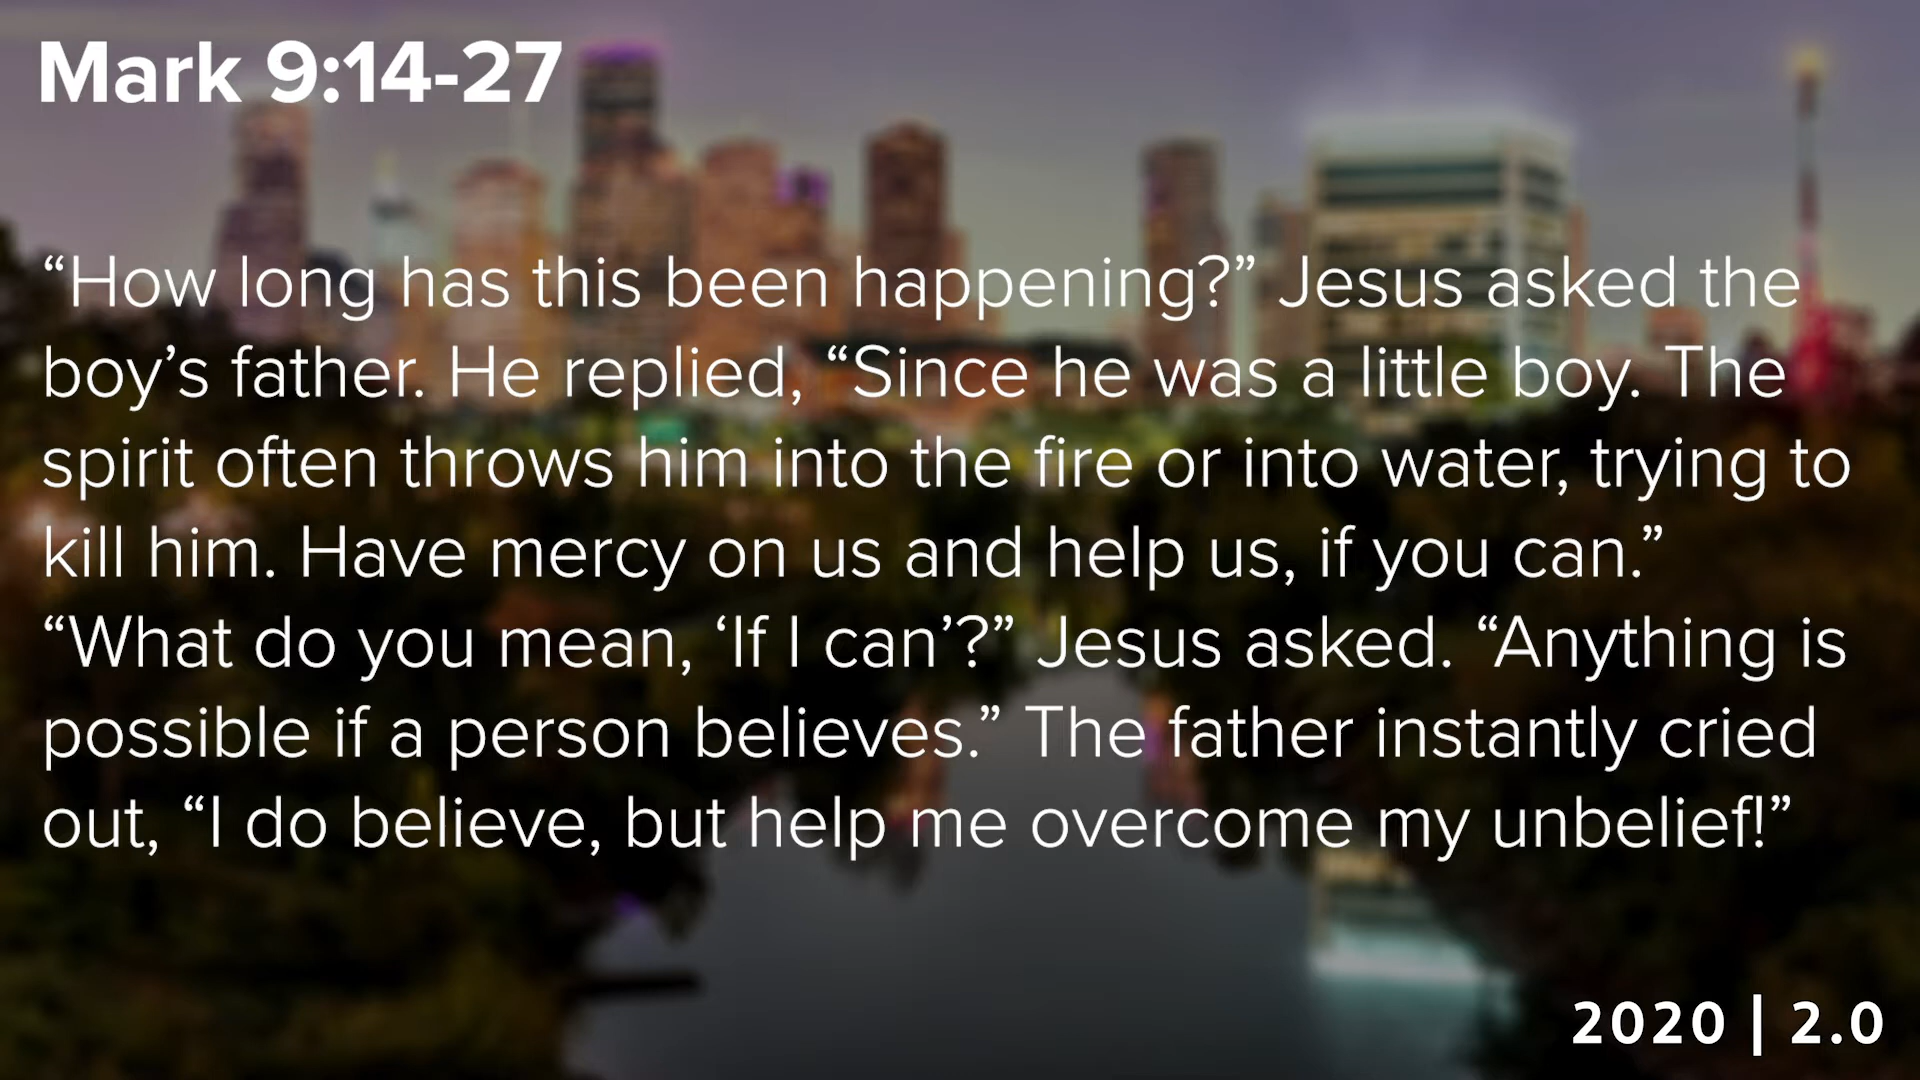 Mark 9:14-27
“How long has this been happening?” Jesus asked the
boy’s father. He replied, “Since he was a little boy. The
spirit often throws him into the fire or into water, trying to
kill him. Have mercy on us and help us, if you can.”
“What do you mean, ‘If I can’?” Jesus asked. “Anything is
possible if a person believes.” The father instantly cried
out, “I do believe, but help me overcome my unbelief!”
2020 | 2.0